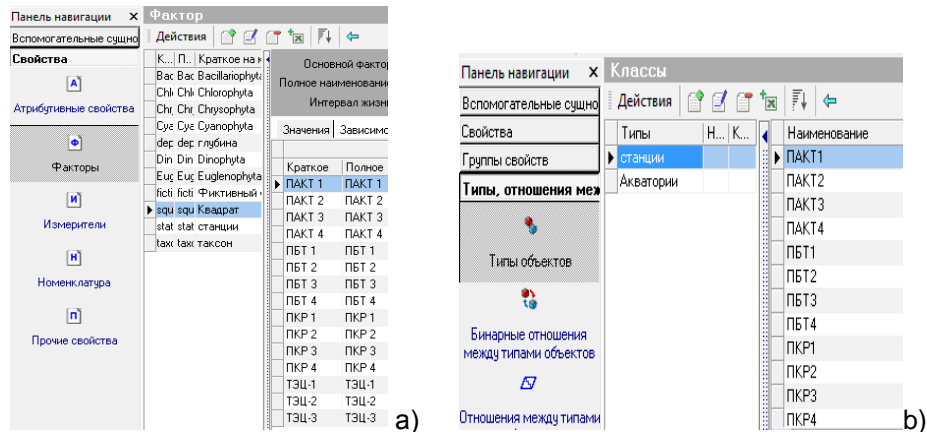 Панель навигации x
Вспомогательные сущно
Свойства
Атрибутивные свойства
Факторы
Измерители
Номенклатура
Прочие свойства
Фактор
Действия
К... П.. Краткое на к
Bac Bac Bacillariophyta
Chl Chl Chlorophyta
Chr Chr Chrysophyta
Cya Cya Cyanophyta
dep dep глубина
Din Din Dinophyta
Eug Eug Euglenophyta
ficti ficti Фиктивный
squ squ Квадрат
stat stat станции
taxo taxo таксон
Основной фактор
Полное наименование
Интервал жизн
Значения Зависимо
Краткое Полное
ПАКТ 1 ПАКТ 1
ПАКТ 2 ПАКТ 2
ПАКТ 3 ПАКТ 3
ПАКТ 4 ПАКТ 4
ПБТ 1 ПБТ 1
ПБТ 2 ПБТ 2
ПБТ 3 ПБТ 3
ПБТ 4 ПБТ 4
ПКР 1 ПКР 1
ПКР 2 ПКР 2
ПКР 3 ПКР 3
ПКР 4 ПКР 4
ТЭЦ-1 ТЭЦ-1
ТЭЦ-2 ТЭЦ-2
ТЭЦ-3 ТЭЦ-3
a)
Панель навигации x
Вспомогательные сущно
Свойства
Группы свойств
Типы, отношения меж
Типы объектов
Бинарные отношения
между типами объектов
Отношения между типами
Классы
Действия
Типы Н... К...
станции
Акватории
Наименование
ПАКТ1
ПАКТ2
ПАКТ3
ПАКТ4
ПБТ1
ПБТ2
ПБТ3
ПБТ4
ПКР1
ПКР2
ПКР3
ПКР4
b)